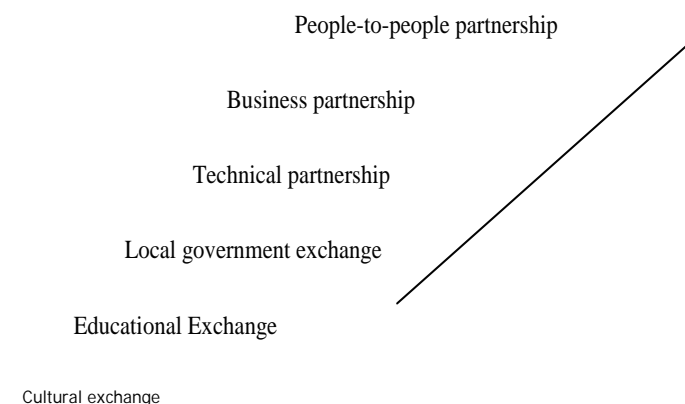 People-to-people partnership
Business partnership
Technical partnership
Local government exchange
Educational Exchange
Cultural exchange